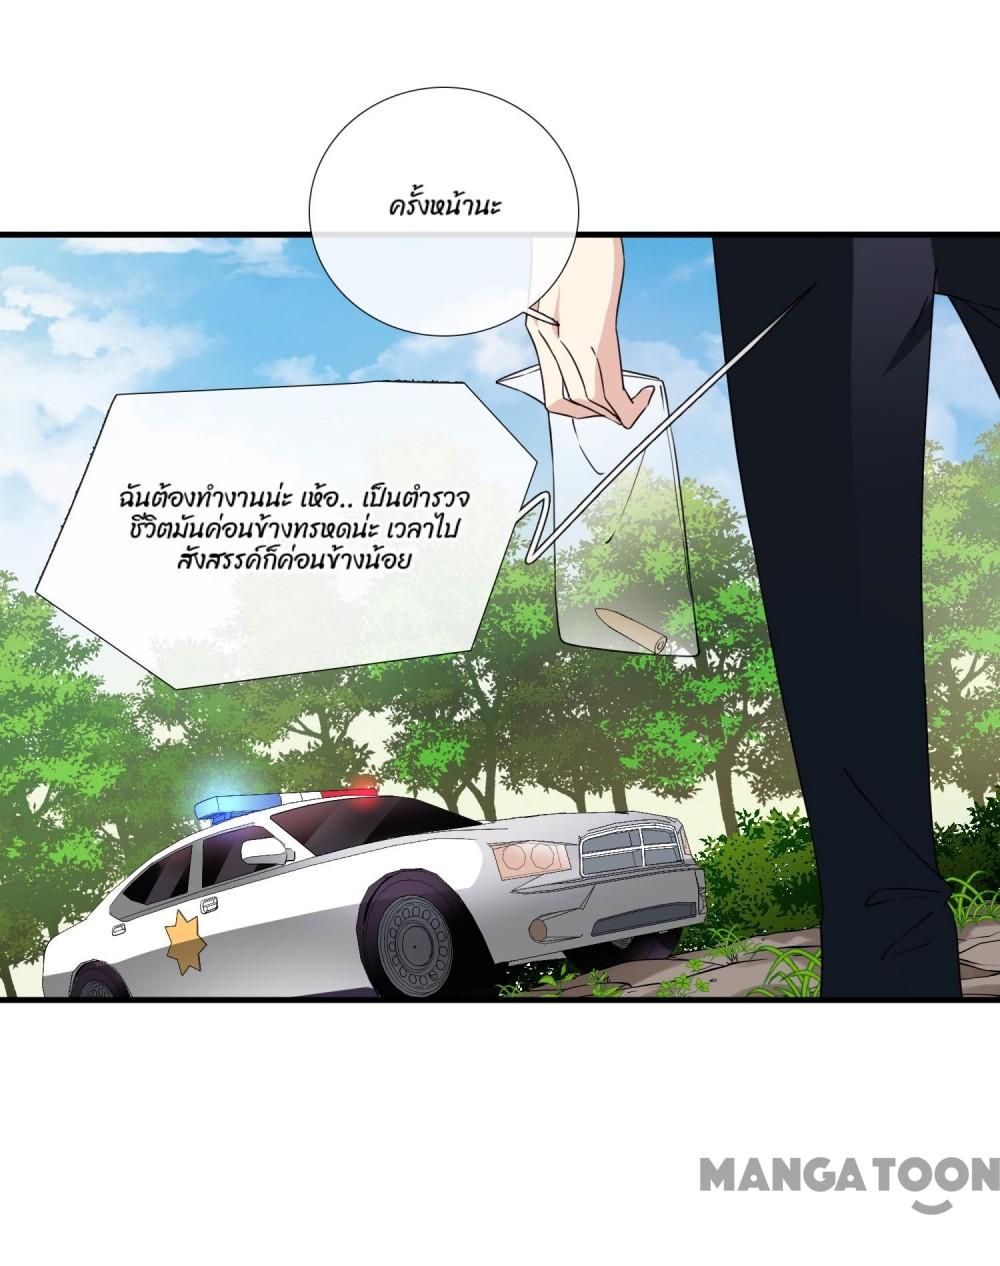 ครั้งหน้านะ
ฉันต้องทำงานน่ะ เห้อ.. เป็นตำรวจ
ชีวิตมันค่อนข้างทรหดน่ะ เวลาไป
สังสรรค์ก็ค่อนข้างน้อย
MANGATOON